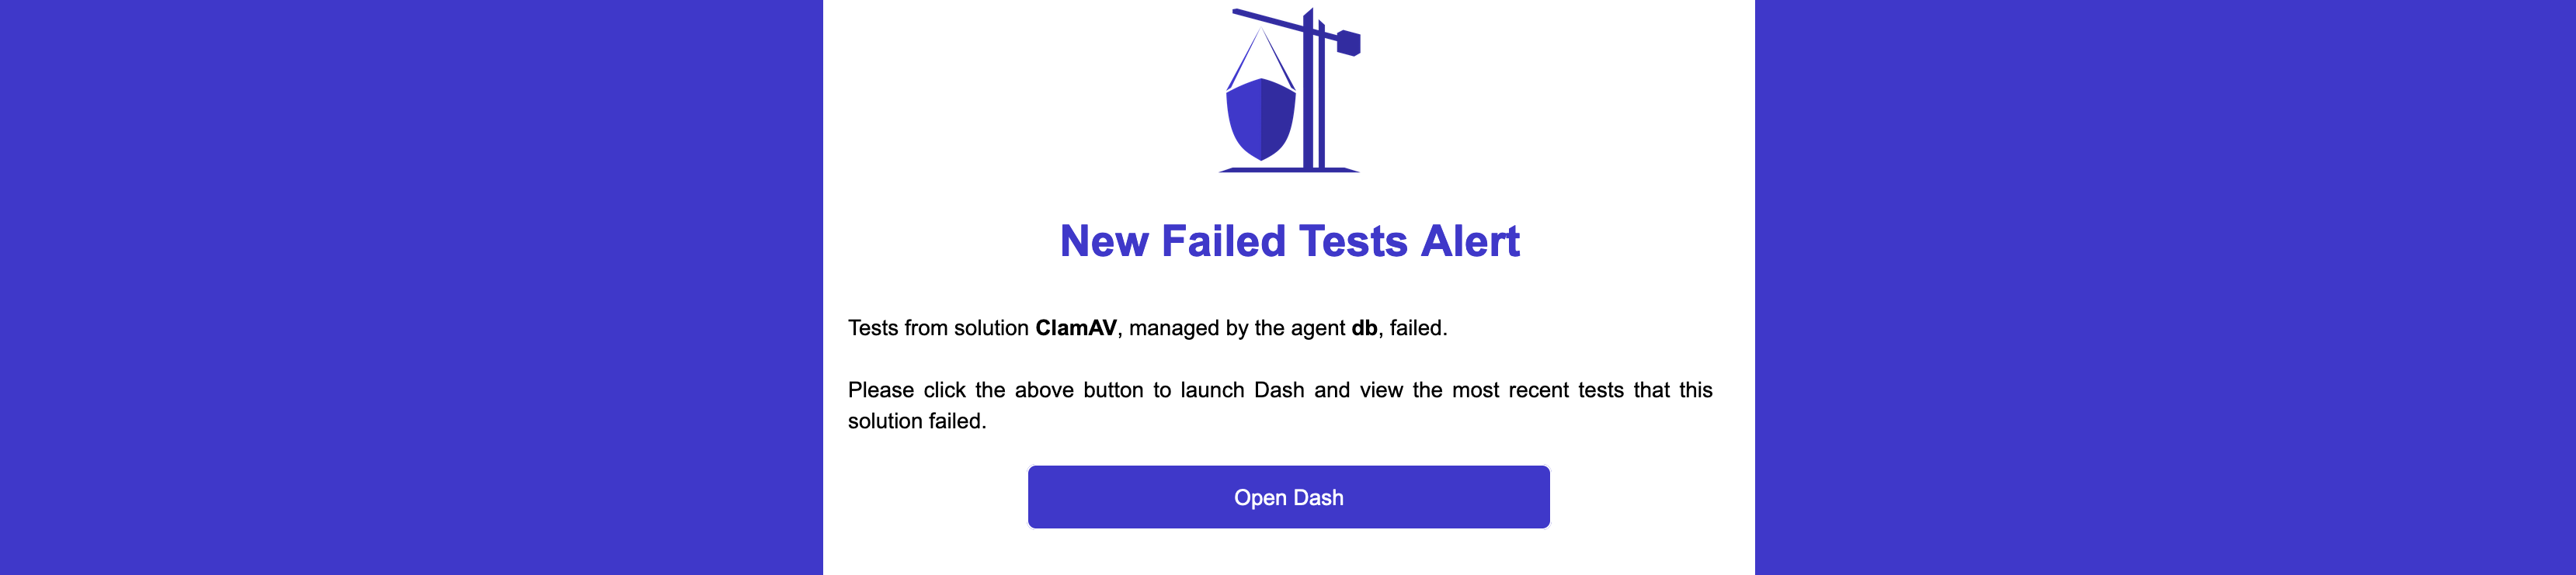 New Failed Tests Alert
Tests from solution ClamAV, managed by the agent db, failed.
Please click the above button to launch Dash and view the most recent tests that this
solution failed.
Open Dash